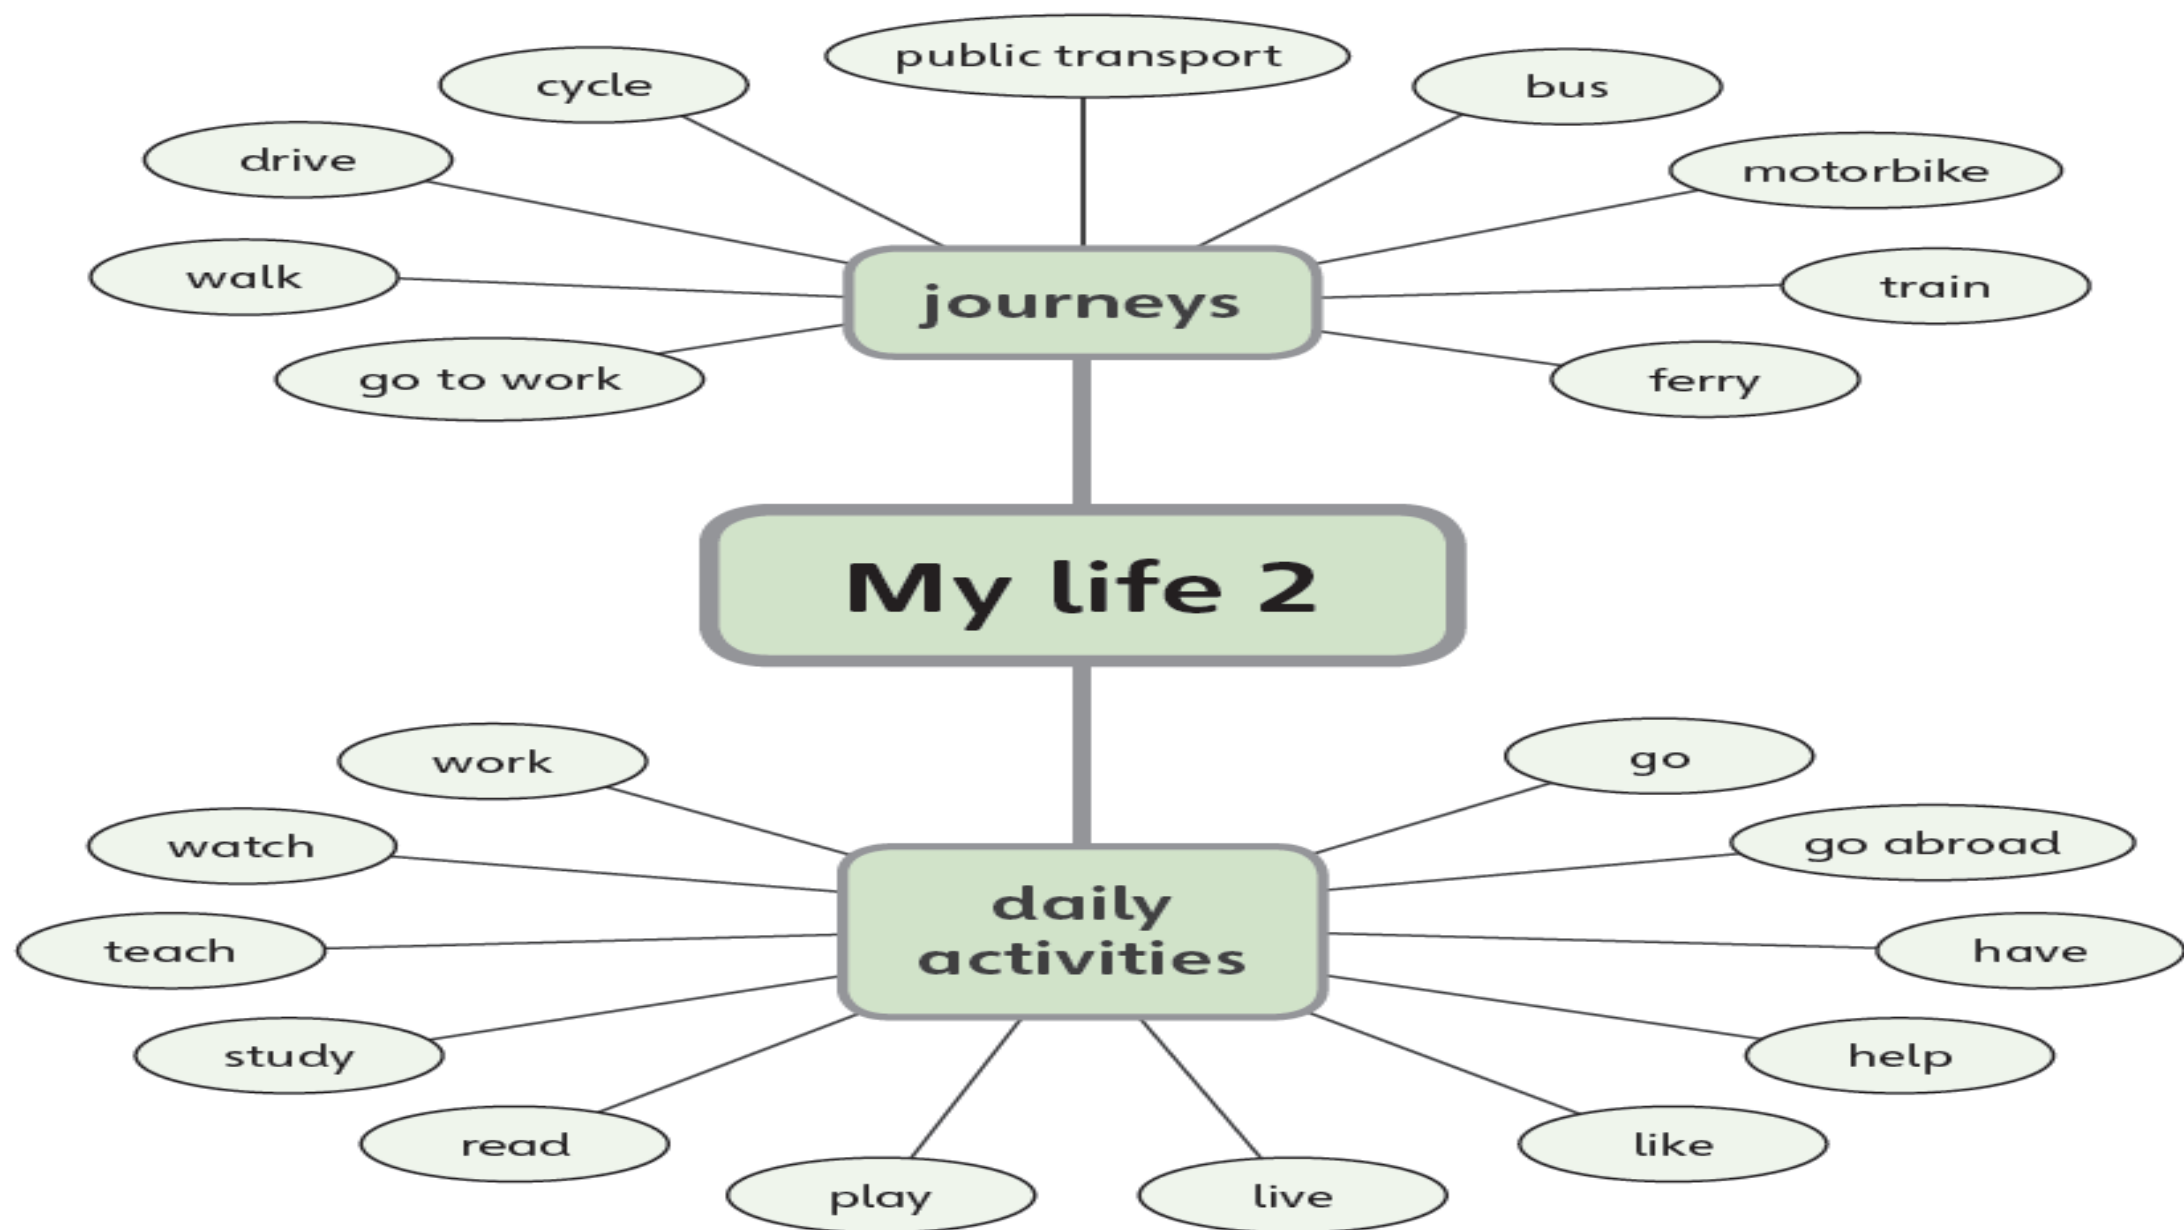 public transport
cycle
bus
drive
motorbike
walk
train
journeys
go to work
ferry
My life 2
work
go
watch
go abroad
daily
activities
teach
have
study
help
read
like
play
live